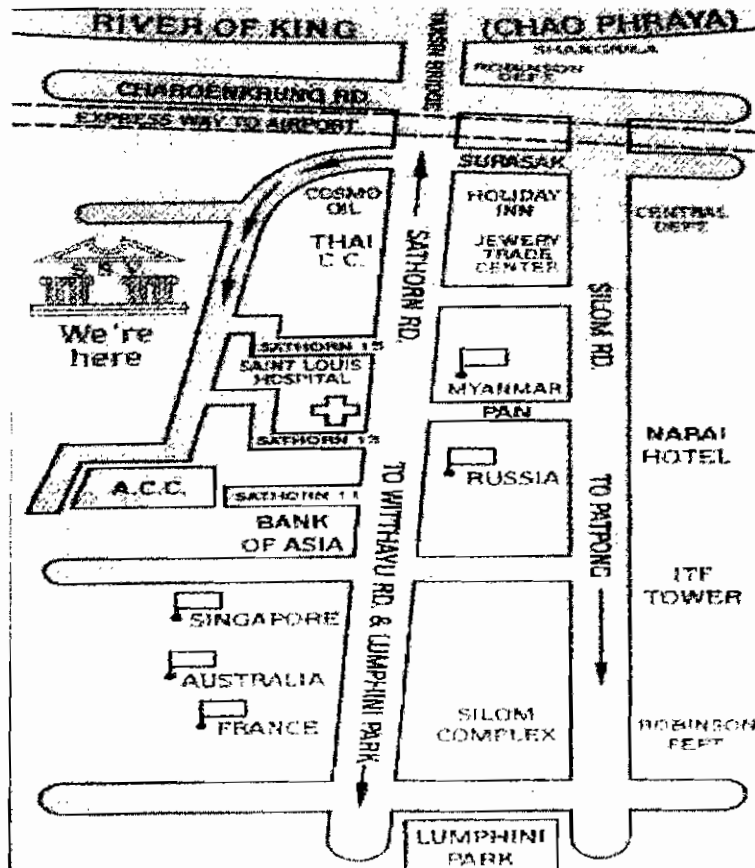 RIVER OF KING
(CHAO PHRAYA)
TAKSIN BRIDGE
SHANGRILA
ROBINSON
DEPT
CHAROENKRUNG RD
EXPRESS WAY TO AIRPORT
SURASAK
COSMO
OIL
THAI
C.C.
HOLIDAY
INN
JEWERY
TRADE
CENTER
CENTRAL
DEPT
SATHORN RD.
SILOM RD.
We're
here
SATHORN 15
SAINT LOUIS
HOSPITAL
MYANMAR
PAN
SATHORN 13
NARAI
HOTEL
RUSSIA
A.C.C.
SATHORN 11
BANK
OF ASIA
TO WITTHAYU RD. & LUMPHINI PARK
TO PATPONG
ITF
TOWER
SINGAPORE
AUSTRALIA
FRANCE
SILOM
COMPLEX
ROBINSON
LUMPHINI
PARK